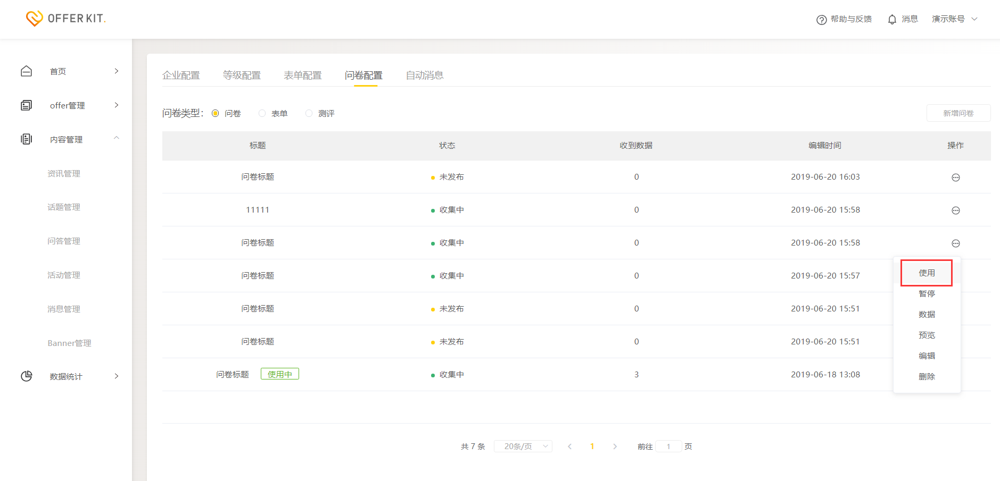 OFFER KIT.
帮助与反馈 消息 演示账号
首页
offer管理
内容管理
资讯管理
话题管理
问答管理
活动管理
消息管理
Banner管理
数据统计
企业配置 等级配置 表单配置 问卷配置 自动消息
问卷类型： 问卷 表单 测评 新增问卷
标题 状态 收到数据 编辑时间 操作
问卷标题 未发布 0 2019-06-20 16:03
11111 收集中 0 2019-06-20 15:58
问卷标题 收集中 0 2019-06-20 15:58
问卷标题 收集中 0 2019-06-20 15:57
问卷标题 未发布 0 2019-06-20 15:51
问卷标题 未发布 0 2019-06-20 15:51
问卷标题 使用中 收集中 3 2019-06-18 13:08
使用
暂停
数据
预览
编辑
删除
共 7 条 20条/页 1 前往 1 页